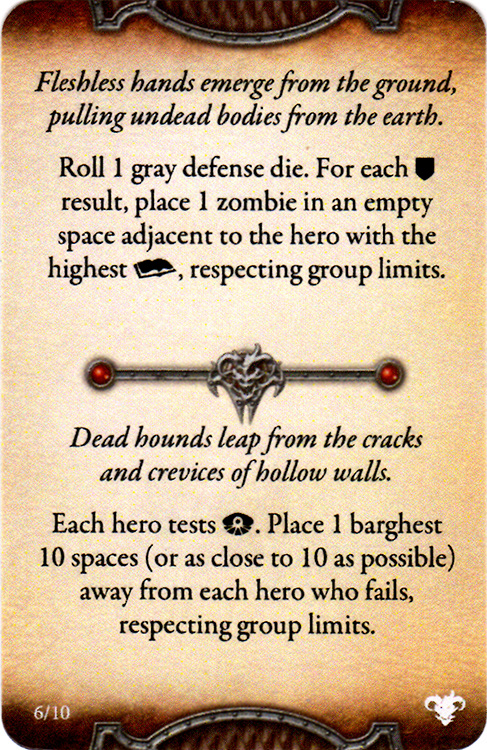 Fleshless hands emerge from the ground,
pulling undead bodies from the earth.
Roll 1 gray defense die. For each
result, place 1 zombie in an empty
space adjacent to the hero with the
highest , respecting group limits.
Dead hounds leap from the cracks
and crevices of hollow walls.
Each hero tests . Place 1 barghest
10 spaces (or as close to 10 as possible)
away from each hero who fails,
respecting group limits.
6/10